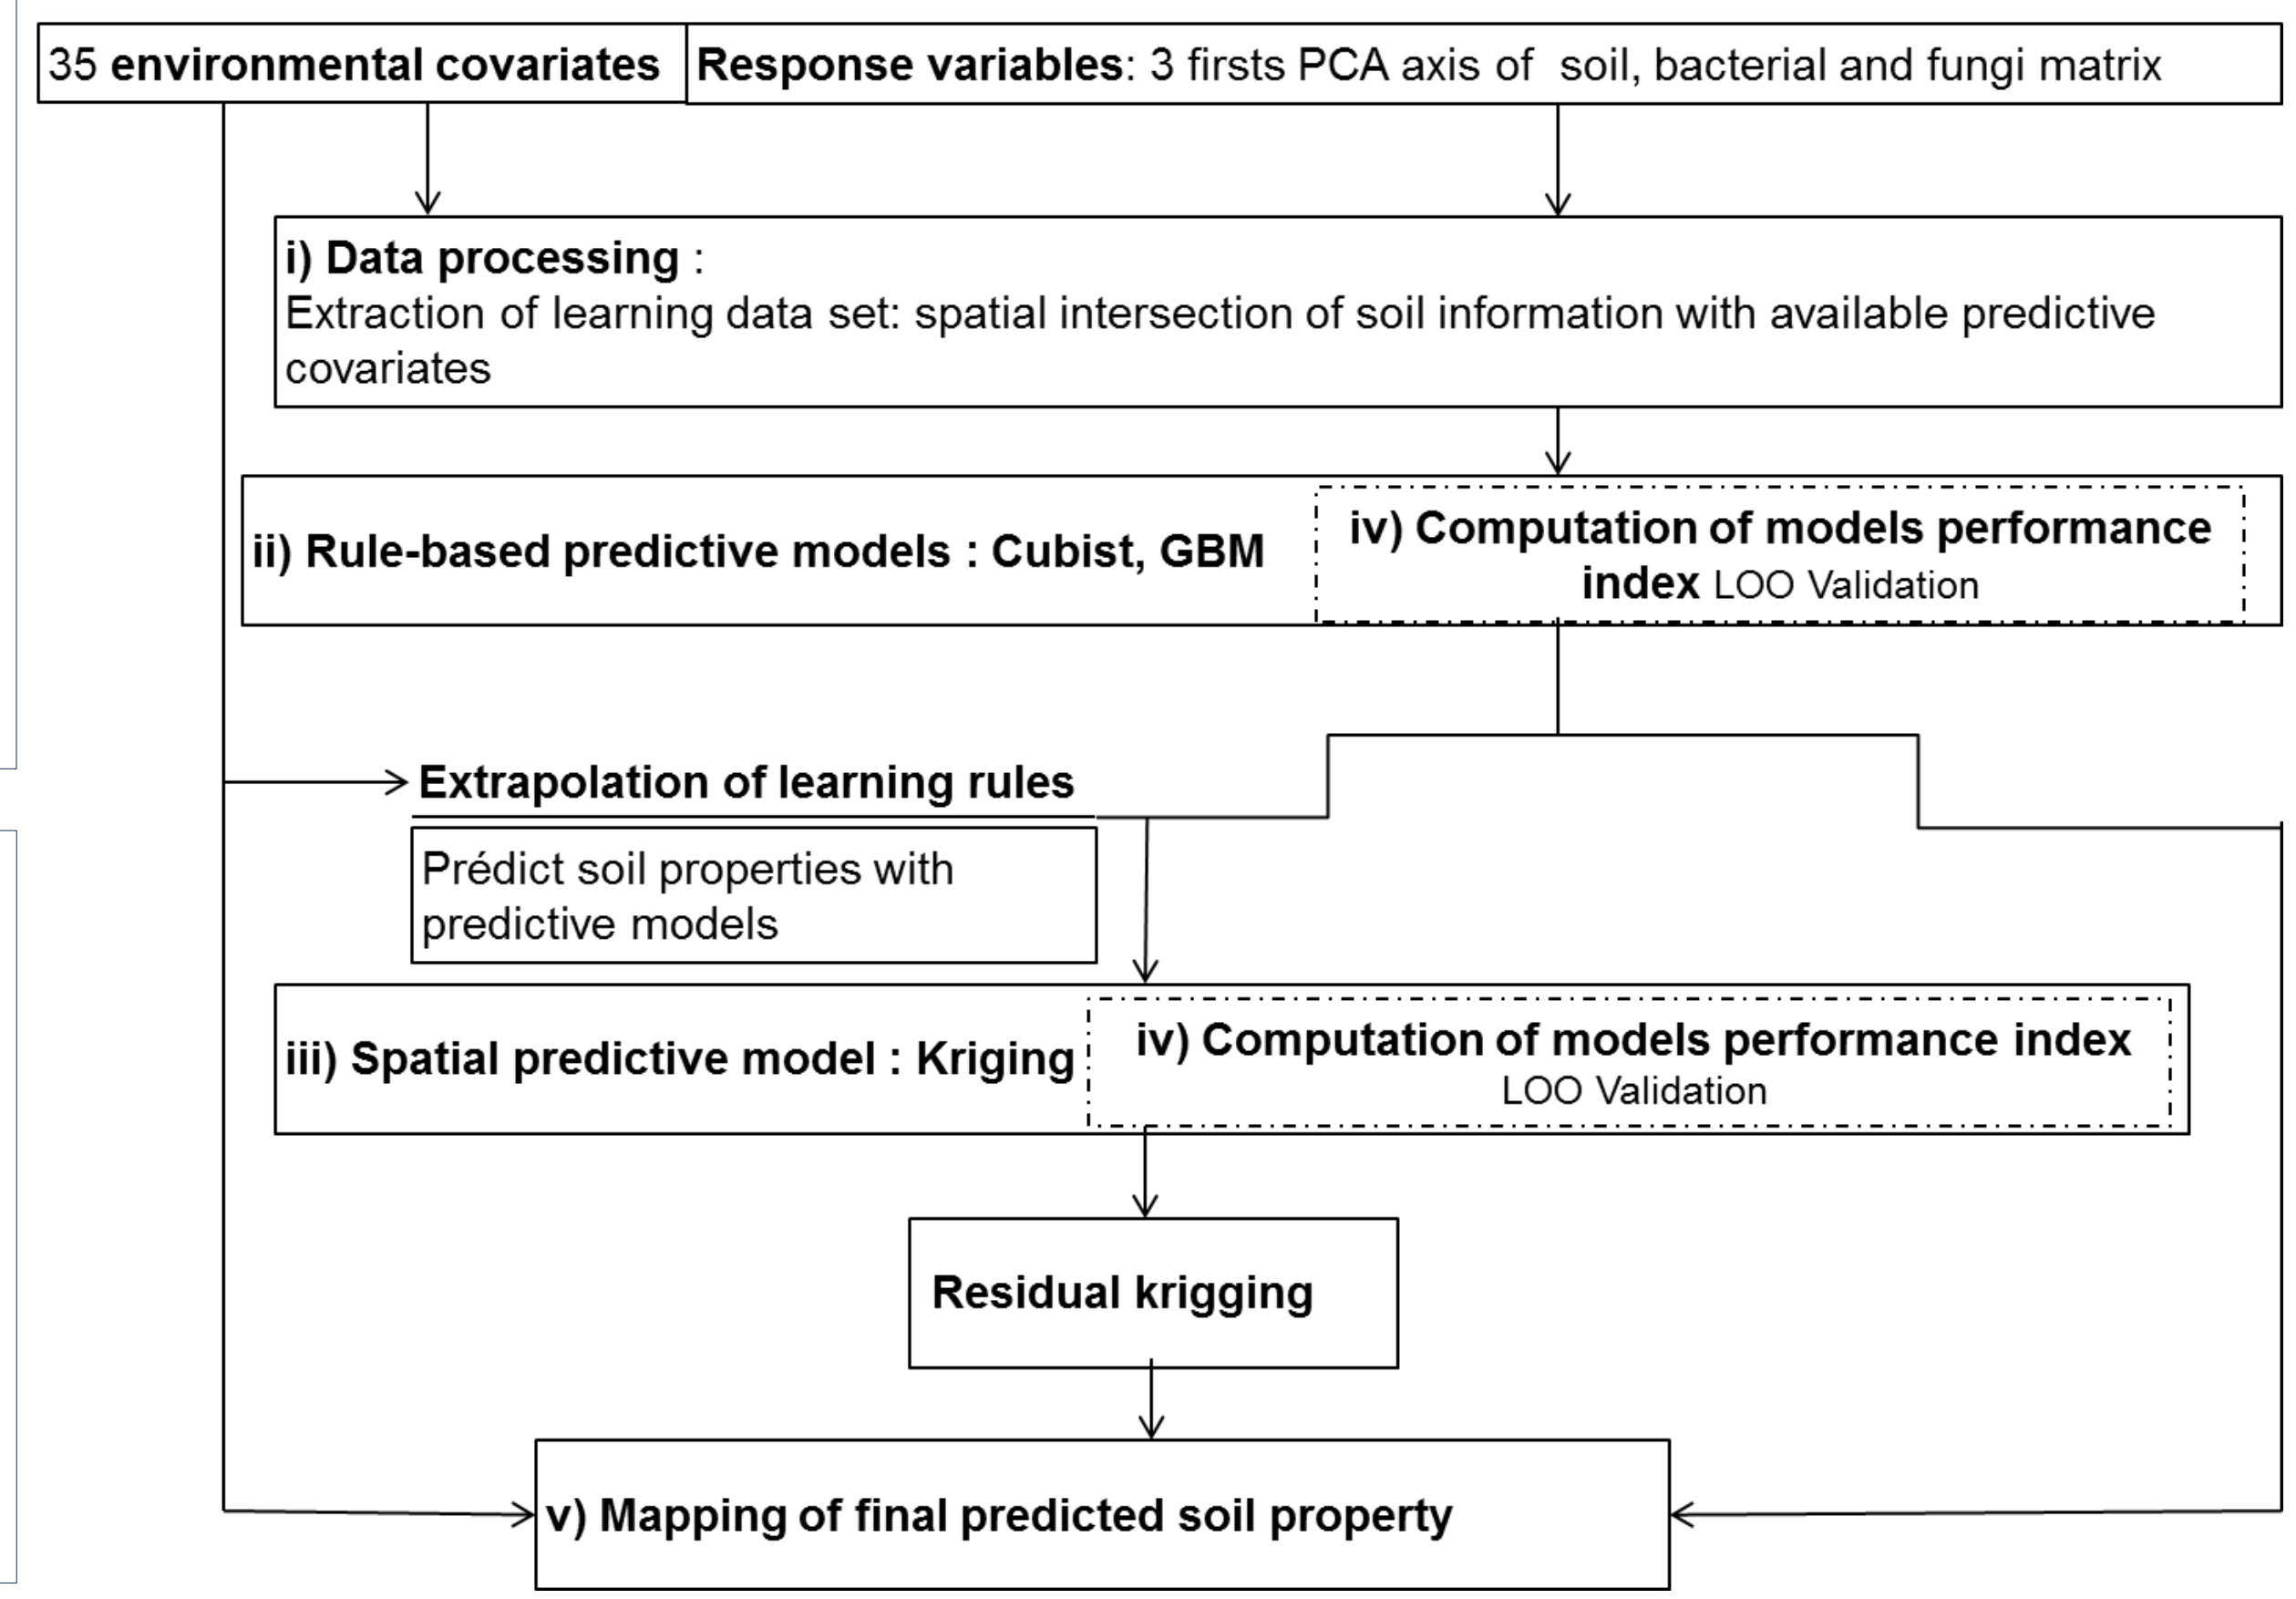 35 environmental covariates
Response variables: 3 firsts PCA axis of soil, bacterial and fungi matrix
i) Data processing :
Extraction of learning data set: spatial intersection of soil information with available predictive
covariates
ii) Rule-based predictive models : Cubist, GBM
iv) Computation of models performance
index LOO Validation
Extrapolation of learning rules
Prédict soil properties with
predictive models
iii) Spatial predictive model : Kriging
iv) Computation of models performance index
LOO Validation
Residual krigging
v) Mapping of final predicted soil property